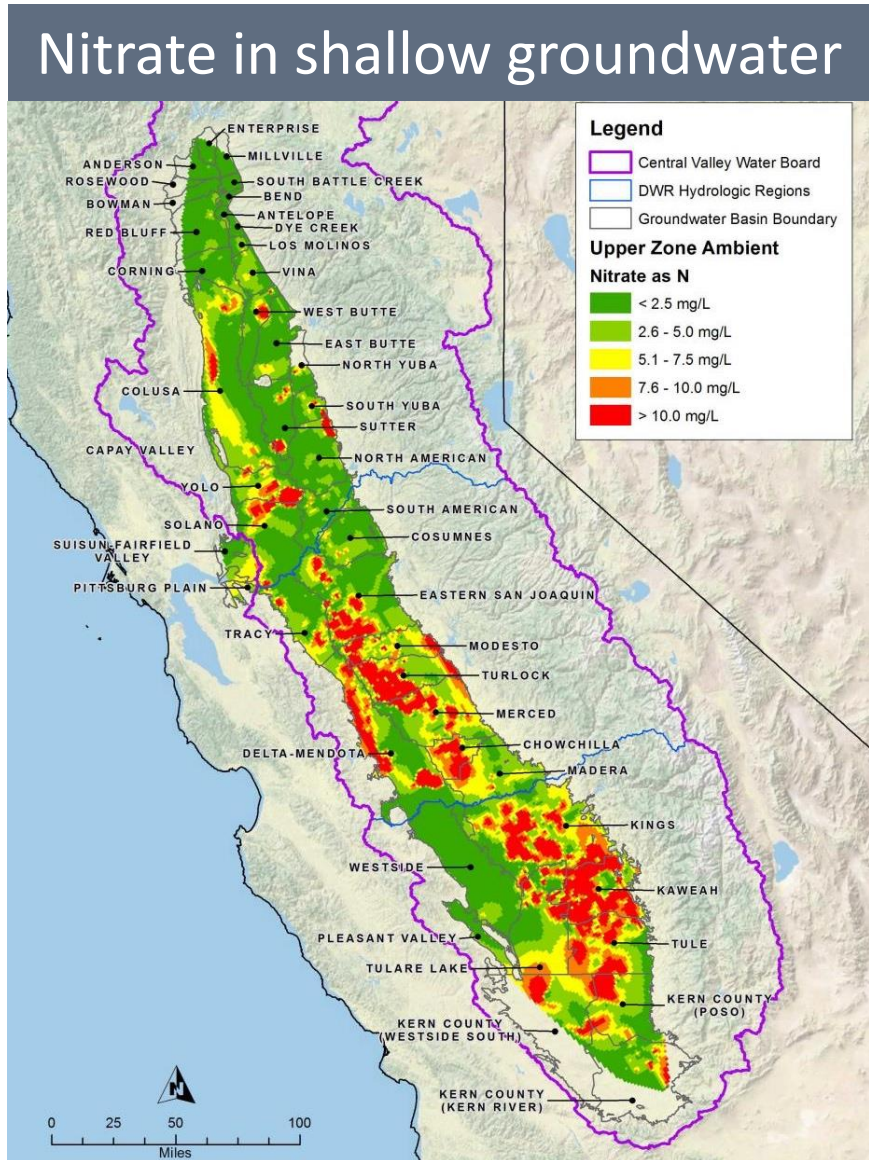 Nitrate in shallow groundwater
Legend
Central Valley Water Board
DWR Hydrologic Regions
Groundwater Basin Boundary
Upper Zone Ambient
Nitrate as N
< 2.5 mg/L
2.6 - 5.0 mg/L
5.1 - 7.5 mg/L
7.6 - 10.0 mg/L
> 10.0 mg/L
ENTERPRISE
MILLVILLE
ANDERSON
ROSEWOOD
SOUTH BATTLE CREEK
BEND
BOWMAN
ANTELOPE
DYE CREEK
RED BLUFF
LOS MOLINOS
CORNING
VINA
WEST BUTTE
EAST BUTTE
NORTH YUBA
COLUSA
SOUTH YUBA
SUTTER
CAPAY VALLEY
NORTH AMERICAN
YOLO
SOUTH AMERICAN
SOLANO
COSUMNES
SUISUN-FAIRFIELD
VALLEY
PITTSBURG PLAIN
EASTERN SAN JOAQUIN
TRACY
MODESTO
TURLOCK
MERCED
CHOWCHILLA
DELTA-MENDOTA
MADERA
KINGS
WESTSIDE
KAWEAH
PLEASANT VALLEY
TULE
TULARE LAKE
KERN COUNTY
(POSO)
KERN COUNTY
(WESTSIDE SOUTH)
KERN COUNTY
(KERN RIVER)
N
0 25 50 100
Miles